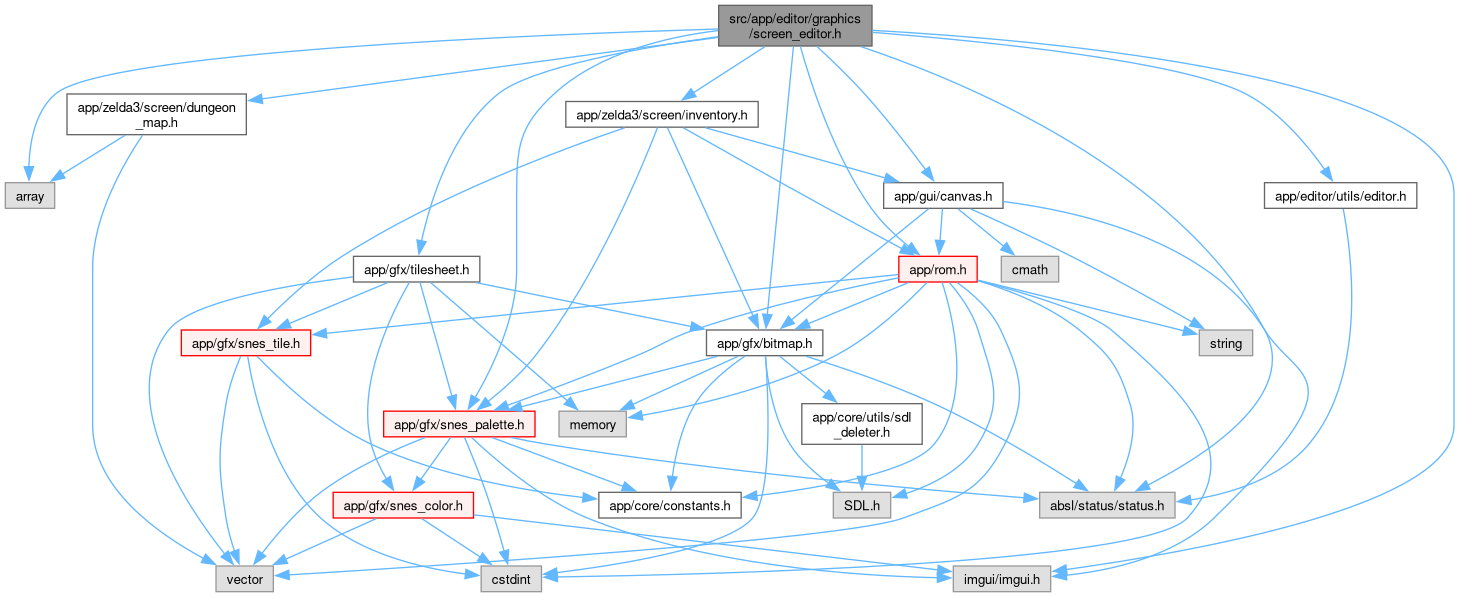 src/app/editor/graphics
/screen_editor.h
app/zelda3/screen/dungeon
_map.h
app/zelda3/screen/inventory.h
array
app/gui/canvas.h
app/editor/utils/editor.h
app/gfx/tilesheet.h
app/rom.h
cmath
app/gfx/snes_tile.h
app/gfx/bitmap.h
string
app/gfx/snes_palette.h
memory
app/core/utils/sdl
_deleter.h
app/gfx/snes_color.h
app/core/constants.h
SDL.h
absl/status/status.h
vector
cstdint
imgui/imgui.h